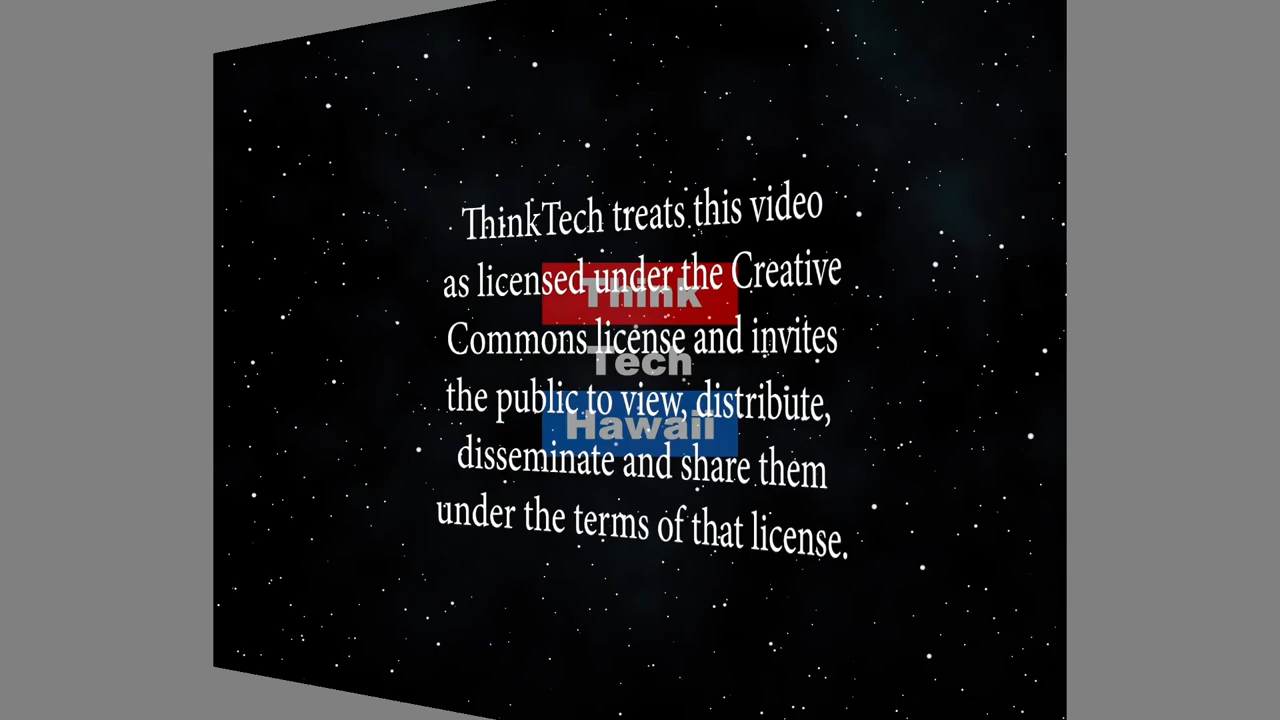 ThinkTech treats this video
as licensed under the Creative
Commons license and invites
the public to view, distribute,
disseminate and share them
under the terms of that license.
Think
Tech
Hawaii